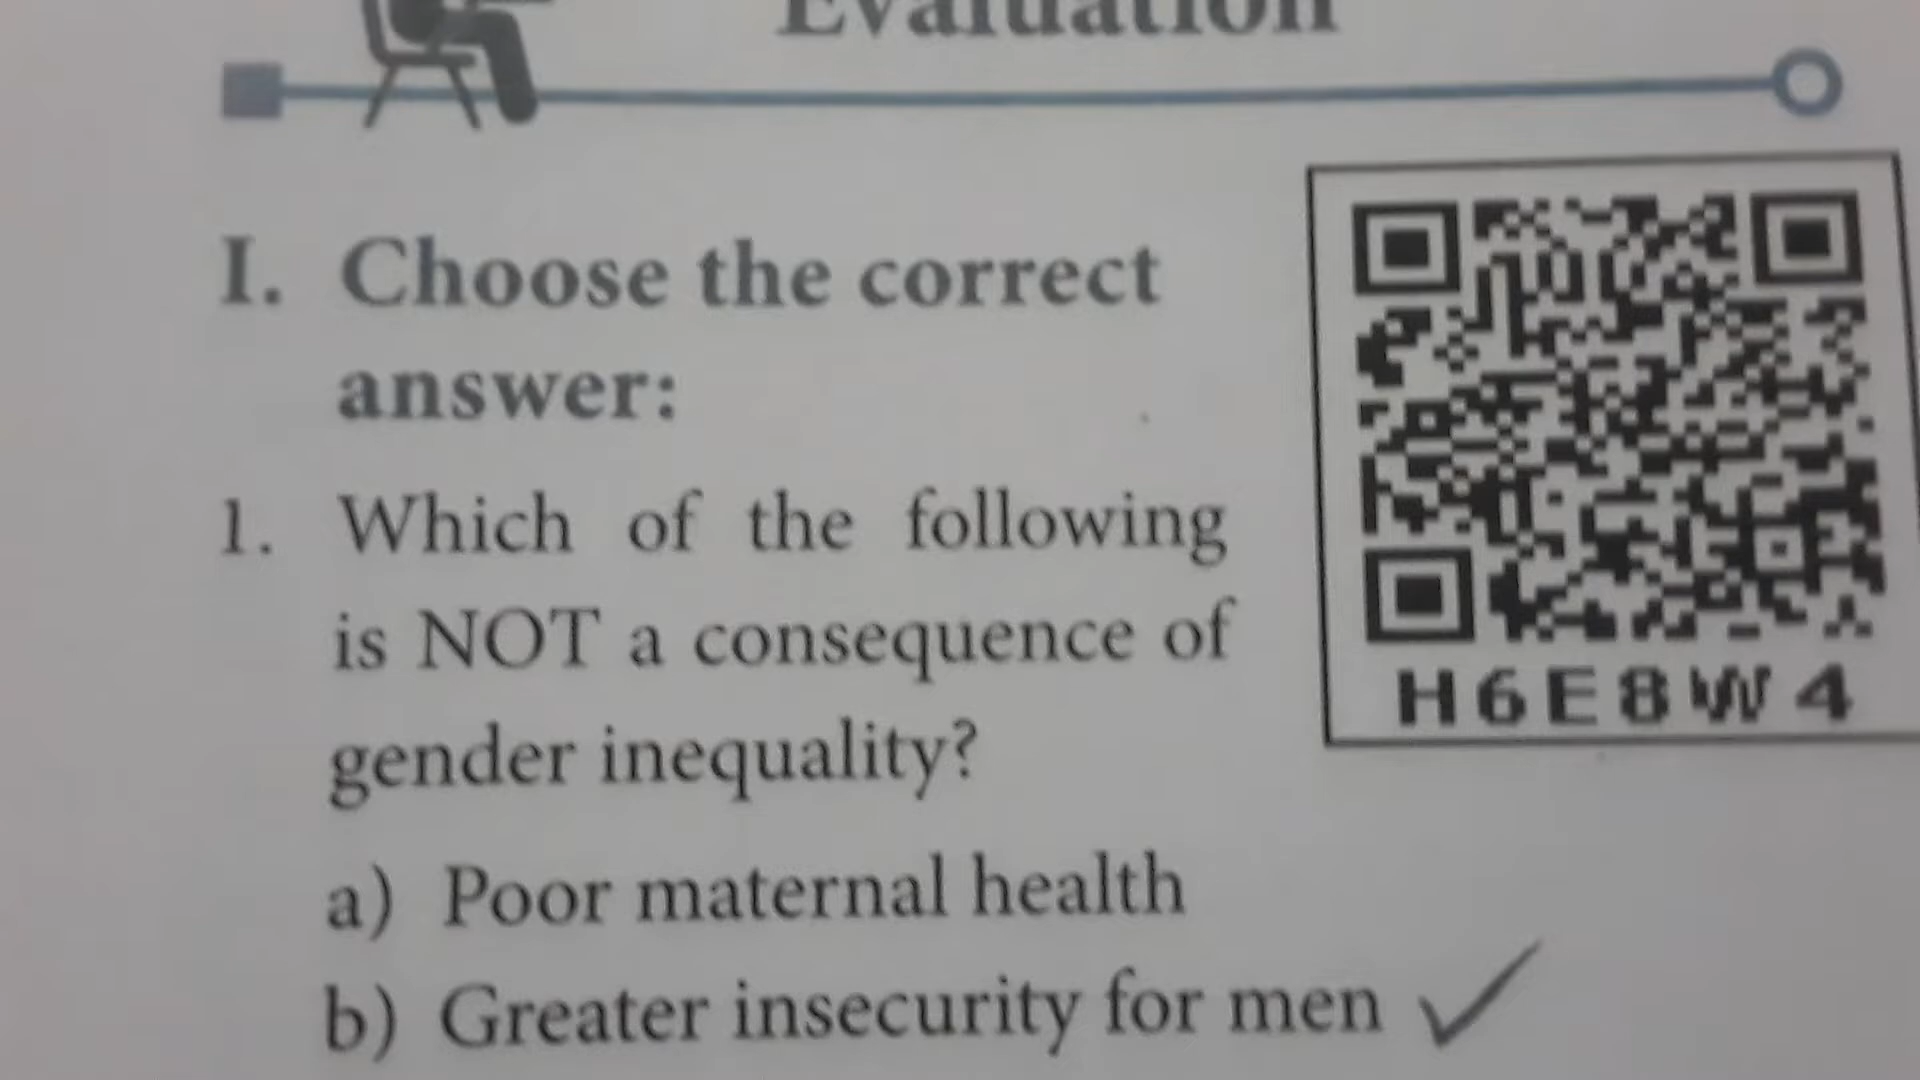 Evaluation
I. Choose the correct
answer:
1. Which of the following
is NOT a consequence of
gender inequality?
a) Poor maternal health
b) Greater insecurity for men
H6E8W4